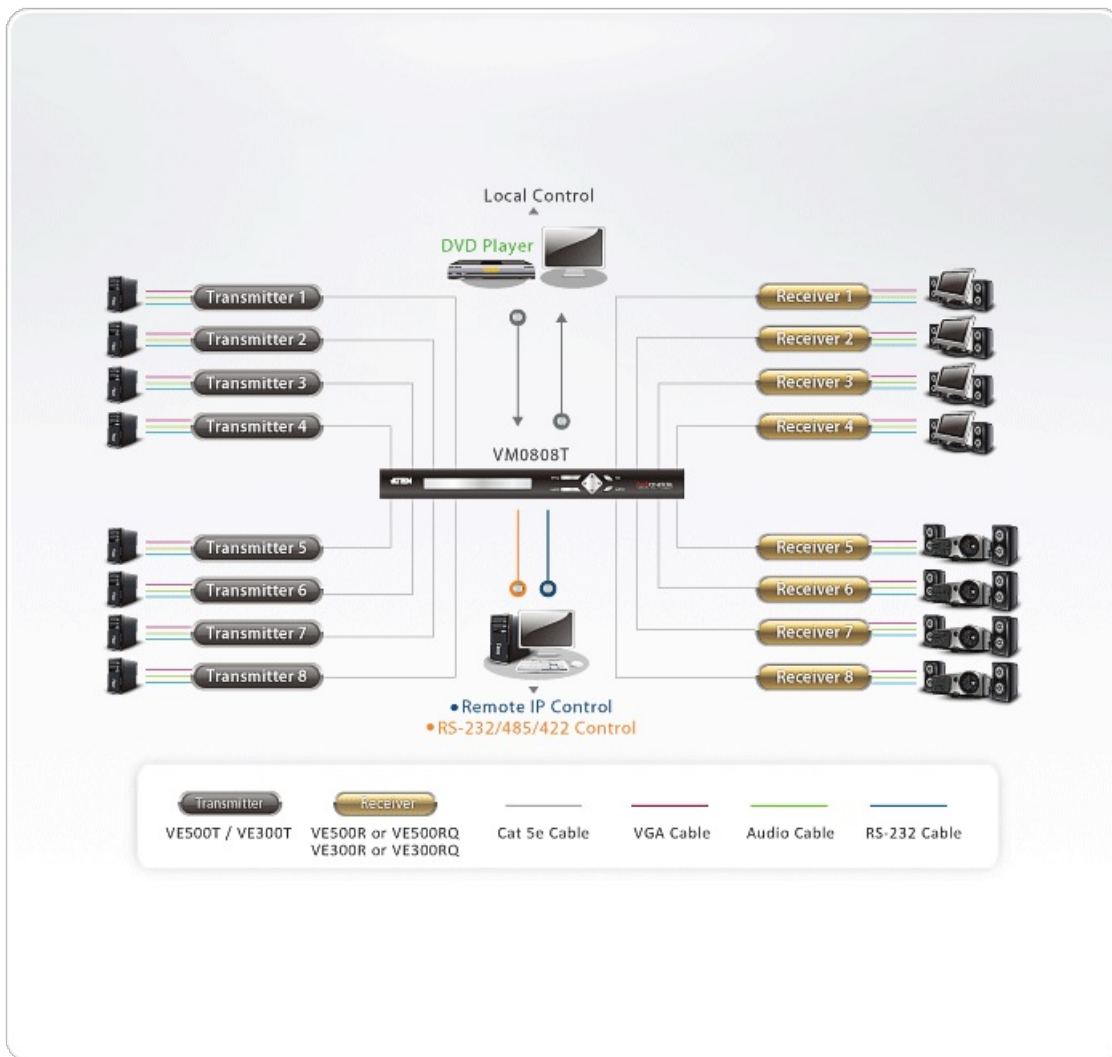 Local Control
DVD Player
Transmitter 1
Transmitter 2
Transmitter 3
Transmitter 4
Receiver 1
Receiver 2
Receiver 3
Receiver 4
VM0808T
ATEN
Transmitter 5
Transmitter 6
Transmitter 7
Transmitter 8
Receiver 5
Receiver 6
Receiver 7
Receiver 8
•Remote IP Control
•RS-232/485/422 Control
Transmitter
VE500T / VE300T
Receiver
VE500R or VE500RQ
VE300R or VE300RQ
Cat 5e Cable
VGA Cable
Audio Cable
RS-232 Cable